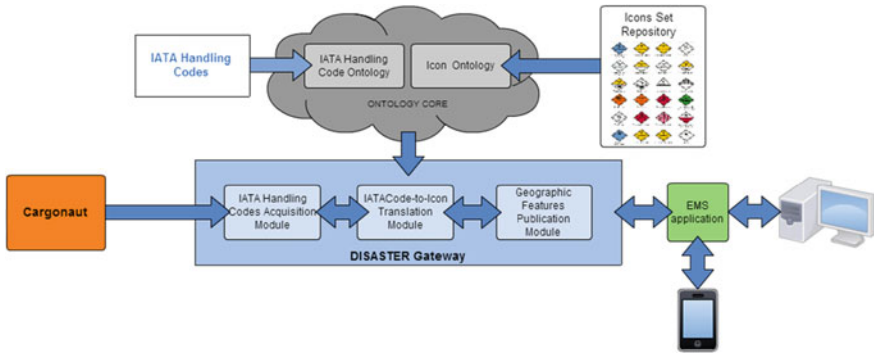 IATA Handling
Codes
IATA Handling
Code Ontology
Icon Ontology
ONTOLOGY CORE
Icons Set
Repository
Cargonaut
IATA Handling
Codes Acquisition
Module
IATACode-to-Icon
Translation
Module
Geographic
Features
Publication
Module
DISASTER Gateway
EMS
application